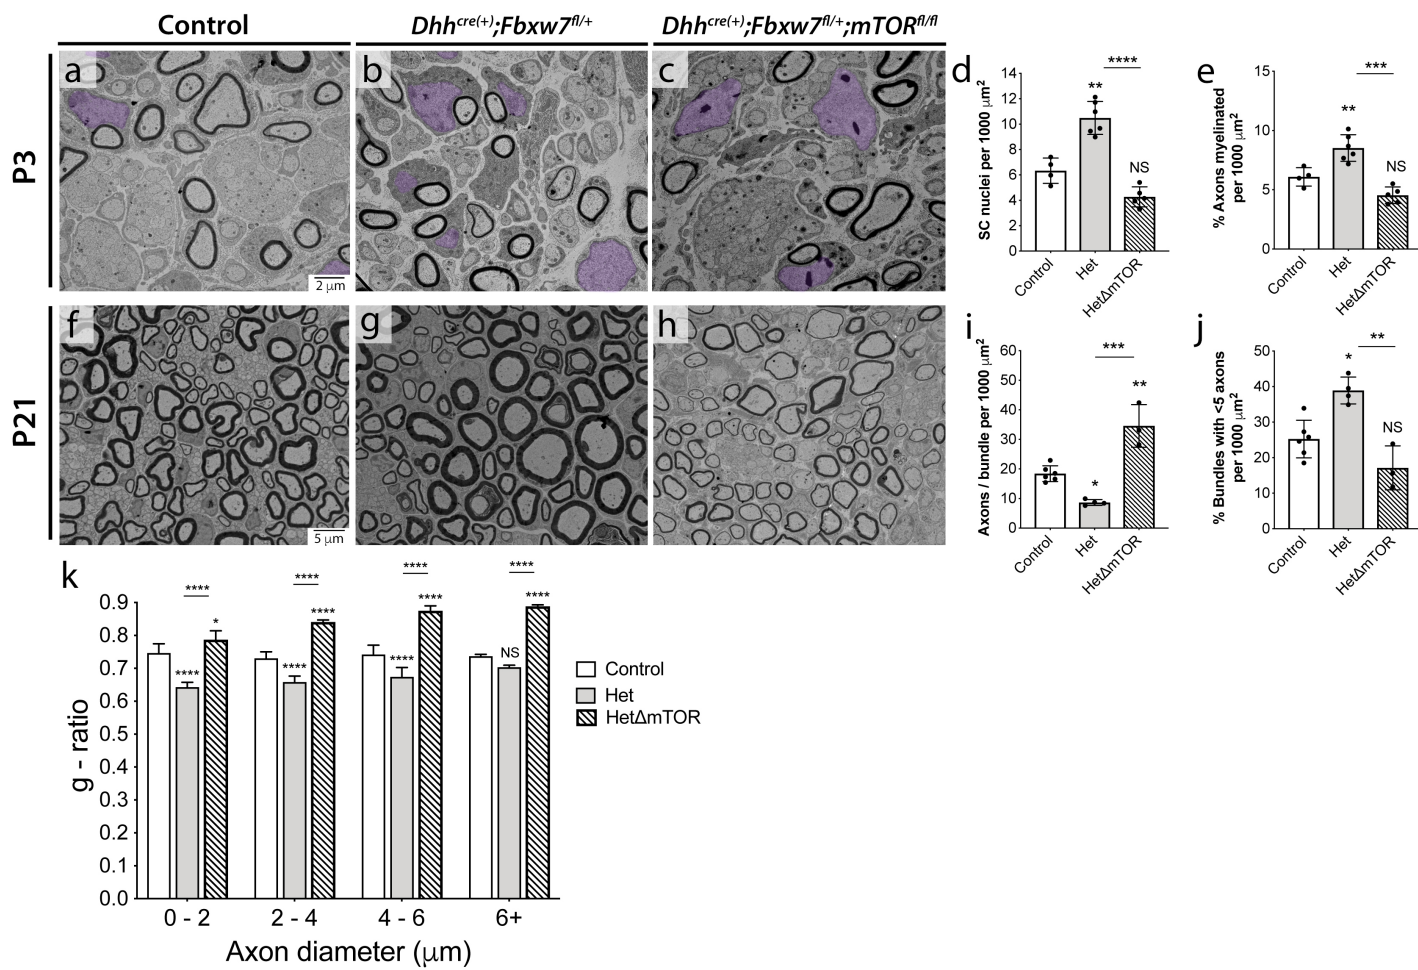 Control
Dhhcre(+);Fbxw7fl/+
Dhhcre(+);Fbxw7fl/+;mTORfl/fl
P3
a
b
c
2 μm
d
SC nuclei per 1000 μm2
14
12
10
8
6
4
2
0
**
****
NS
Control
Het
HetΔmTOR
e
% Axons myelinated
per 1000 μm2
15
10
5
0
**
***
NS
Control
Het
HetΔmTOR
P21
f
g
h
5 μm
i
Axons / bundle per 1000 μm2
60
50
40
30
20
10
0
*
***
**
Control
Het
HetΔmTOR
j
% Bundles with <5 axons
per 1000 μm2
50
40
30
20
10
0
*
**
NS
Control
Het
HetΔmTOR
k
g - ratio
0.9
0.8
0.7
0.6
0.5
0.4
0.3
0.2
0.1
0.0
**** **** **** ****
* **** **** ****
**** **** **** NS
0 - 2 2 - 4 4 - 6 6+
Axon diameter (μm)
Control
Het
HetΔmTOR